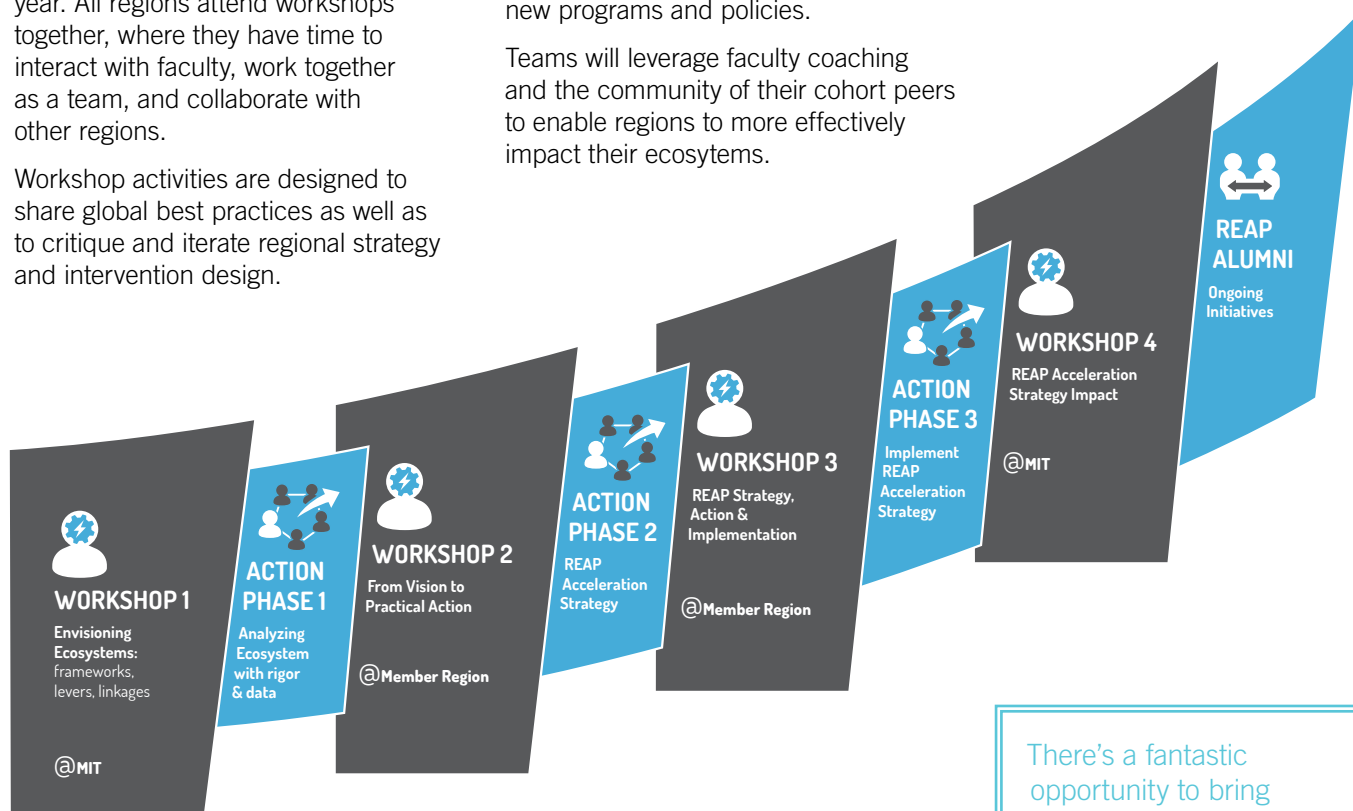 year. All regions attend workshops
together, where they have time to
interact with faculty, work together
as a team, and collaborate with
other regions.
Workshop activities are designed to
share global best practices as well as
to critique and iterate regional strategy
and intervention design.
new programs and policies.
Teams will leverage faculty coaching
and the community of their cohort peers
to enable regions to more effectively
impact their ecosytems.
WORKSHOP 1
Envisioning
Ecosystems:
frameworks,
levers, linkages
@MIT
ACTION
PHASE 1
Analyzing
Ecosystem
with rigor
& data
WORKSHOP 2
From Vision to
Practical Action
@Member Region
ACTION
PHASE 2
REAP
Acceleration
Strategy
WORKSHOP 3
REAP Strategy,
Action &
Implementation
@Member Region
ACTION
PHASE 3
Implement
REAP
Acceleration
Strategy
WORKSHOP 4
REAP Acceleration
Strategy Impact
@MIT
REAP
ALUMNI
Ongoing
Initiatives
There's a fantastic
opportunity to bring